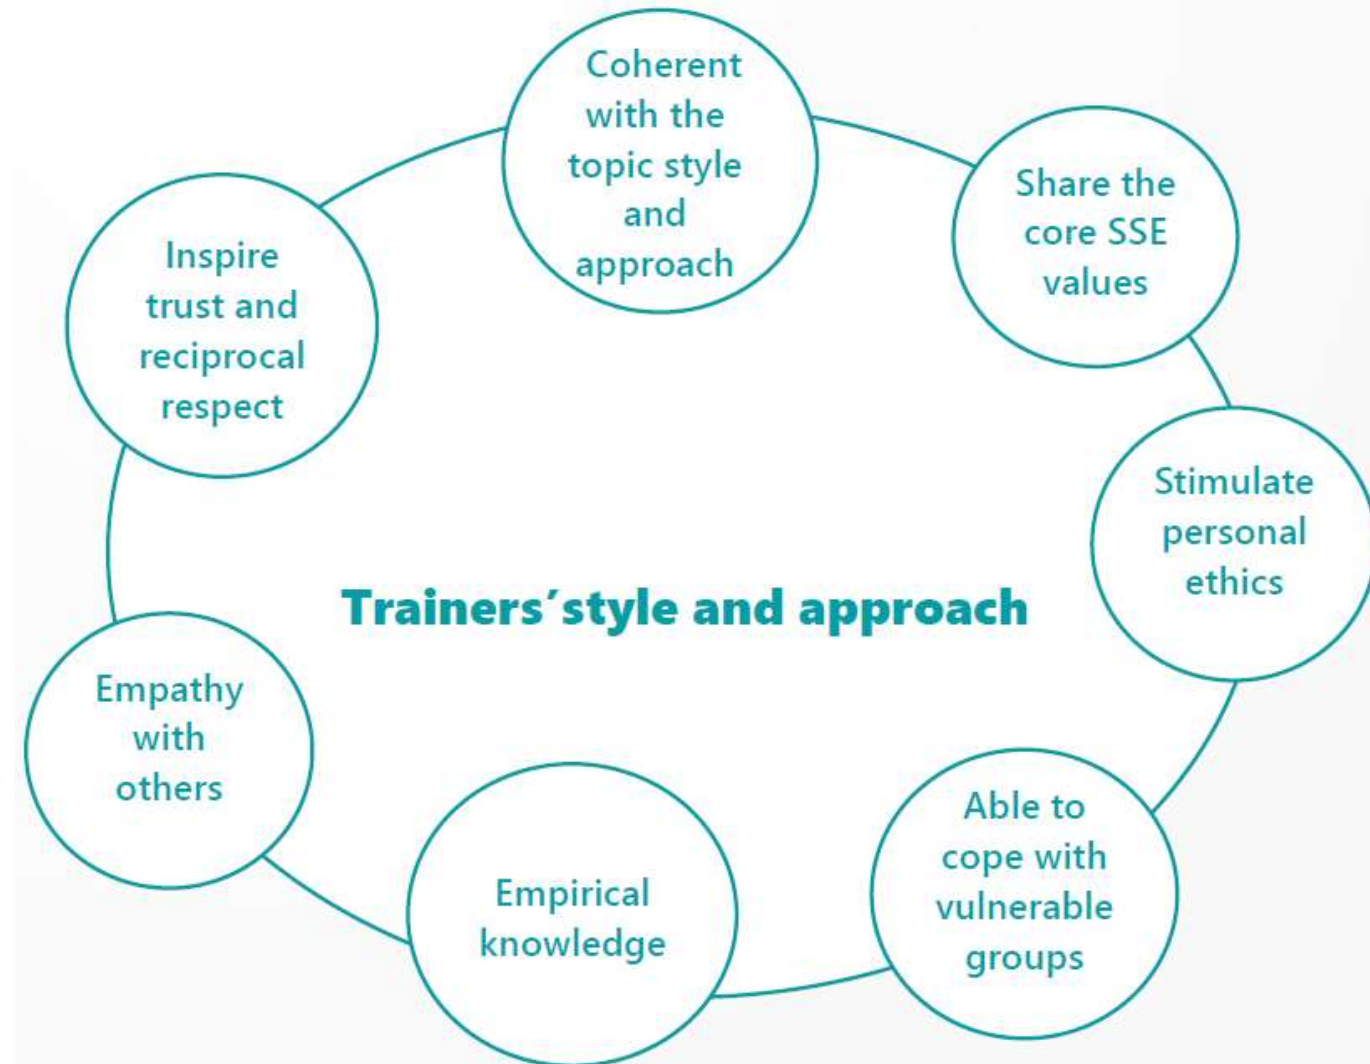 Coherent
with the
topic style
and
approach
Share the
core SSE
values
Stimulate
personal
ethics
Able to
cope with
vulnerable
groups
Empirical
knowledge
Empathy
with
others
Inspire
trust and
reciprocal
respect
Trainers´style and approach